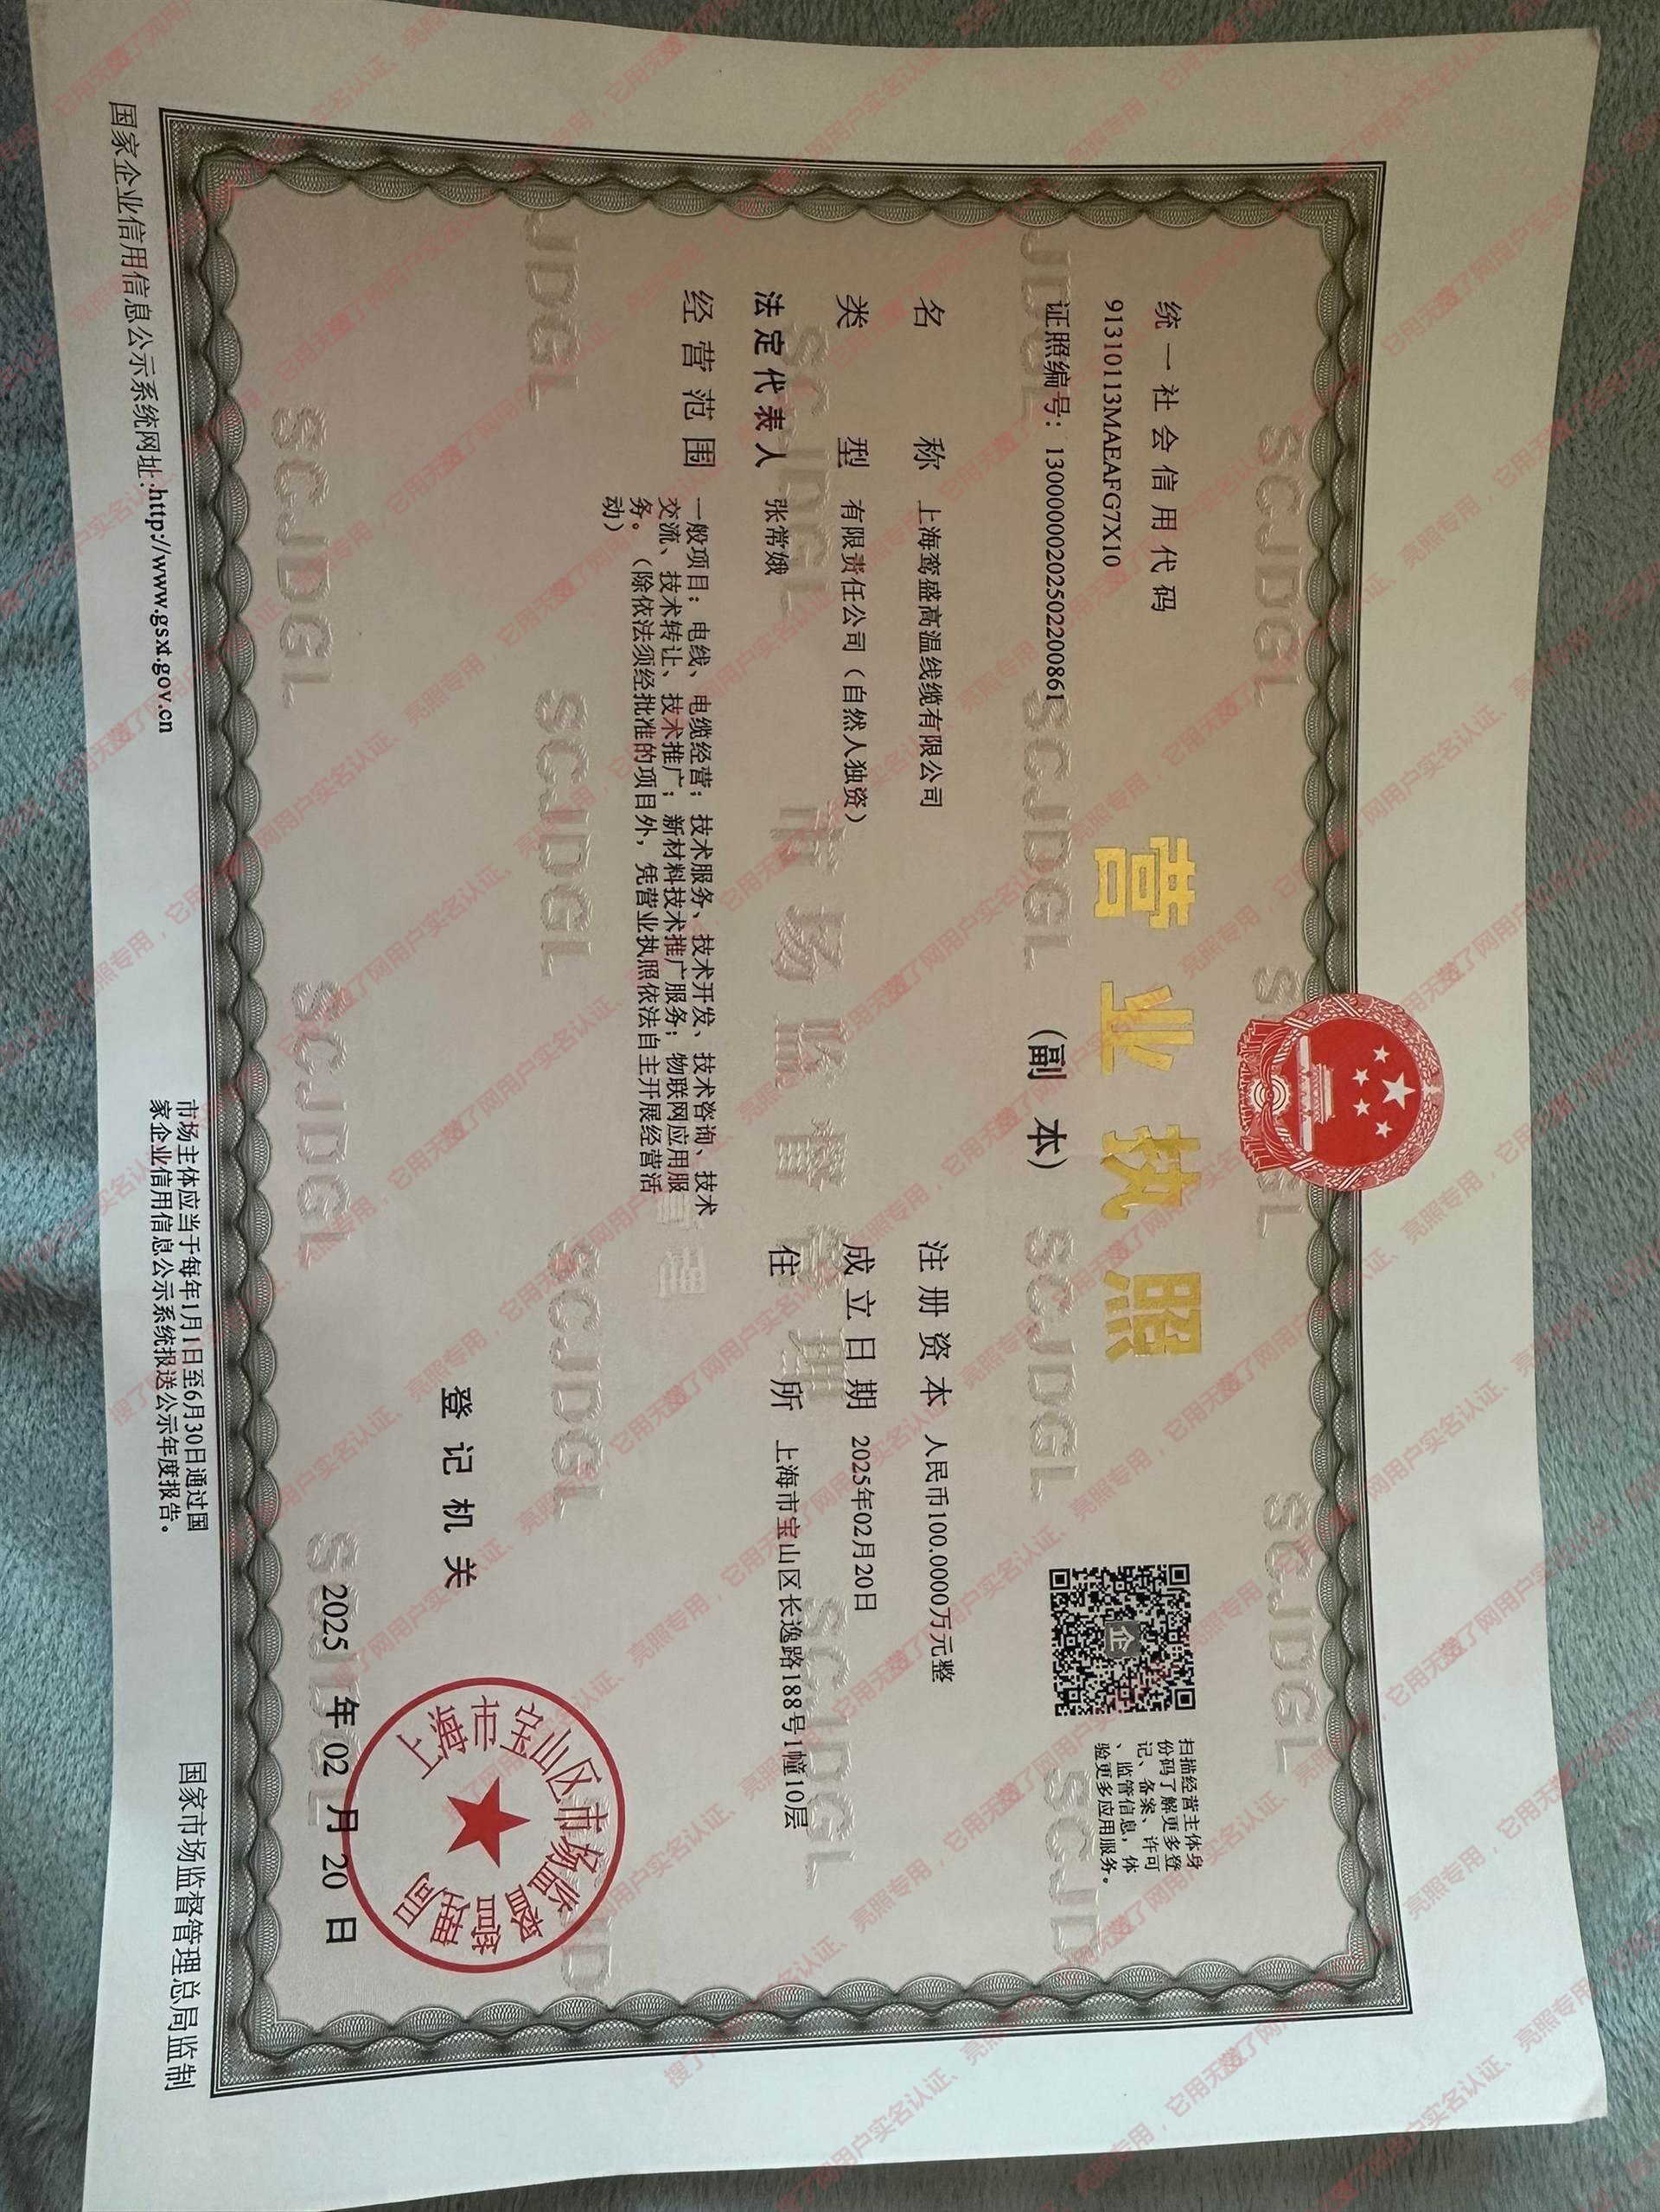 营业执照
（副 本）
统一社会信用代码
91310113MAEAFG7X10
证照编号：13000000202502200861
扫描经营主体身
份码了解更多登
记、备案、许可
、监管信息，体
验更多应用服务。
名 称 上海鸾盛高温线缆有限公司
类 型 有限责任公司（自然人独资）
法定代表人 张常娥
经营范围 一般项目：电线、电缆经营；技术服务、技术开发、技术咨询、技术
交流、技术转让、技术推广；新材料技术推广服务；物联网应用服
务。（除依法须经批准的项目外，凭营业执照依法自主开展经营活
动）
注册资本 人民币100.0000万元整
成立日期 2025年02月20日
住 所 上海市宝山区长逸路188号1幢10层
登记机关
上海市宝山区市场监督管理局
2025 年 02 月 20 日
国家企业信用信息公示系统网址:http://www.gsxt.gov.cn
市场主体应当于每年1月1日至6月30日通过国
家企业信用信息公示系统报送公示年度报告。
国家市场监督管理总局监制
SCJDGL
市场监督管理
搜了网用户实名认证、亮照专用，它用无效